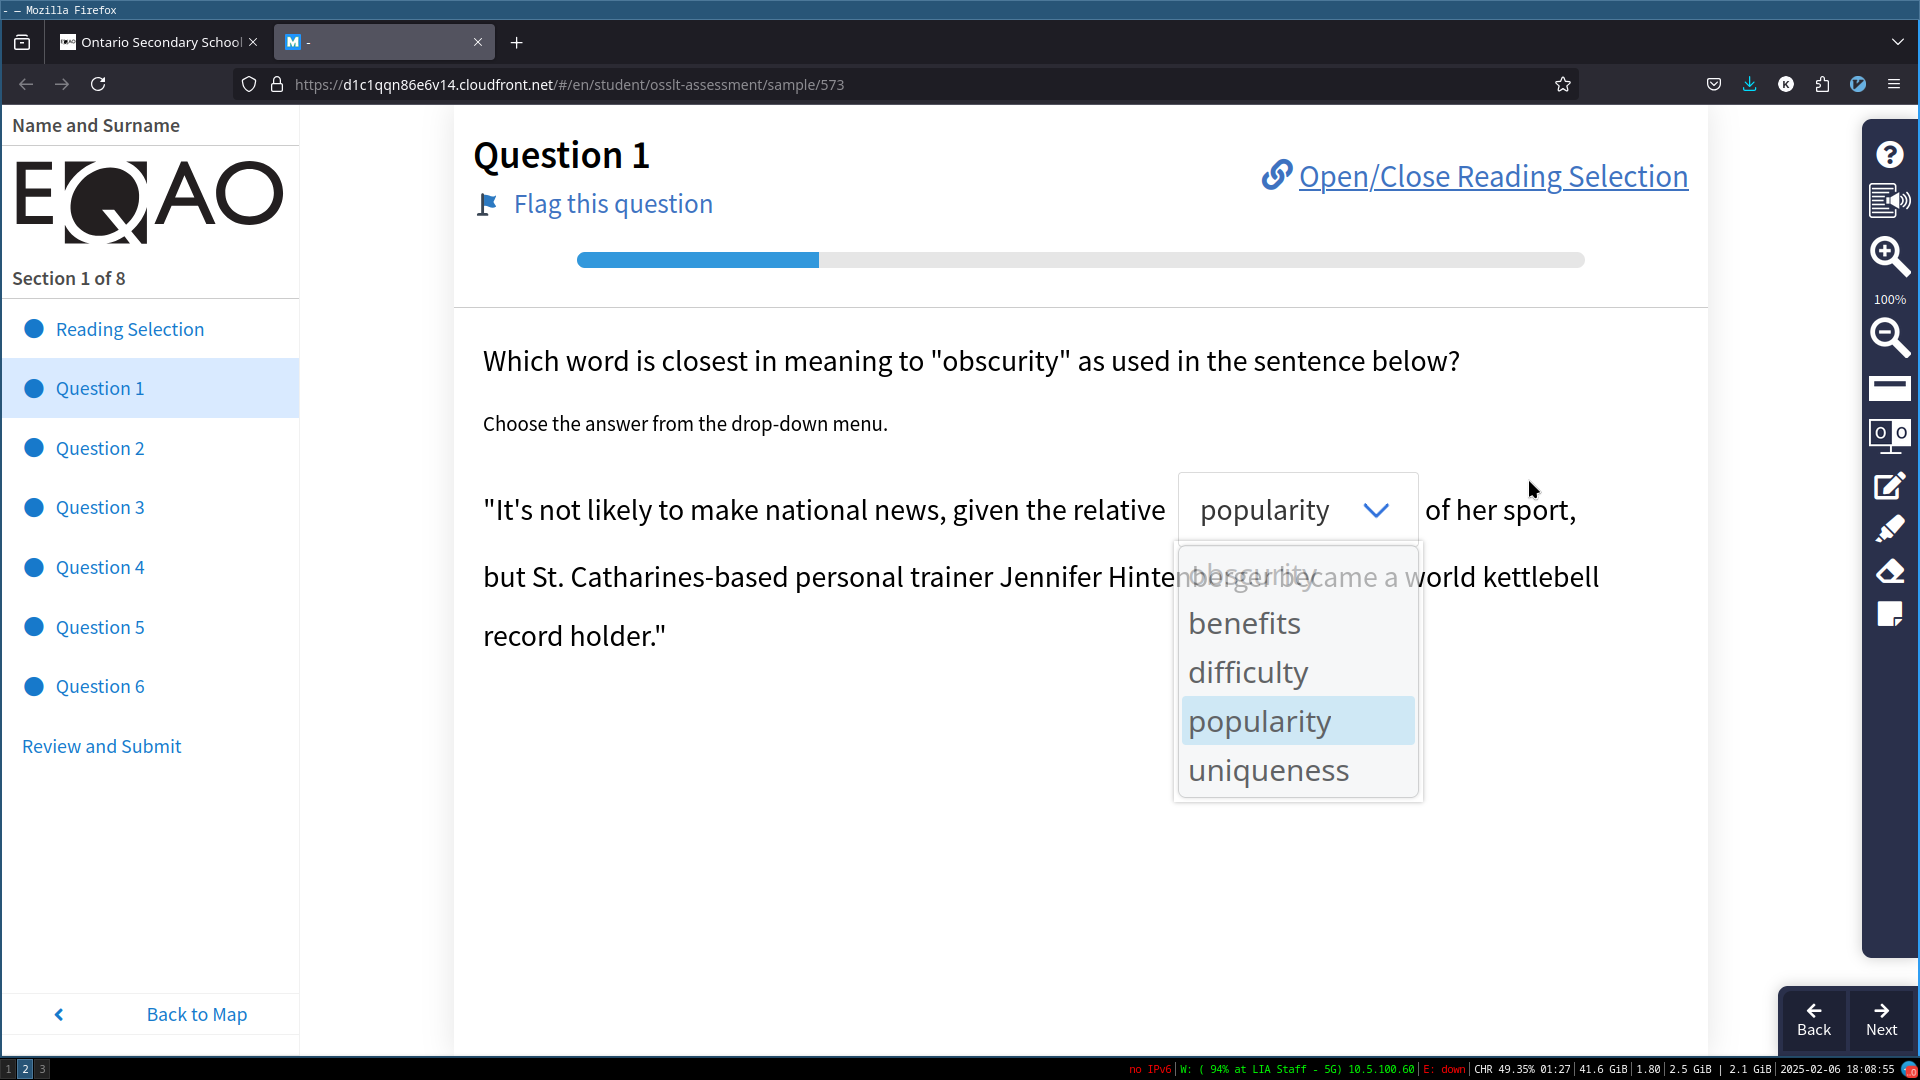 - — Mozilla Firefox
Ontario Secondary School
M -
https://d1c1qqn86e6v14.cloudfront.net/#/en/student/osslt-assessment/sample/573
K
Name and Surname
EQAO
Section 1 of 8
Reading Selection
Question 1
Question 2
Question 3
Question 4
Question 5
Question 6
Review and Submit
Back to Map
Question 1
Flag this question
Open/Close Reading Selection
Which word is closest in meaning to "obscurity" as used in the sentence below?
Choose the answer from the drop-down menu.
"It's not likely to make national news, given the relative popularity of her sport,
but St. Catharines-based personal trainer Jennifer Hintenberger became a world kettlebell
record holder."
obscurity
benefits
difficulty
popularity
uniqueness
?
100%
O O
Back
Next
1 2 3
no IPv6 W: ( 94% at LIA Staff - 5G) 10.5.100.60 E: down CHR 49.35% 01:27 41.6 GiB 1.80 2.5 GiB | 2.1 GiB 2025-02-06 18:08:55